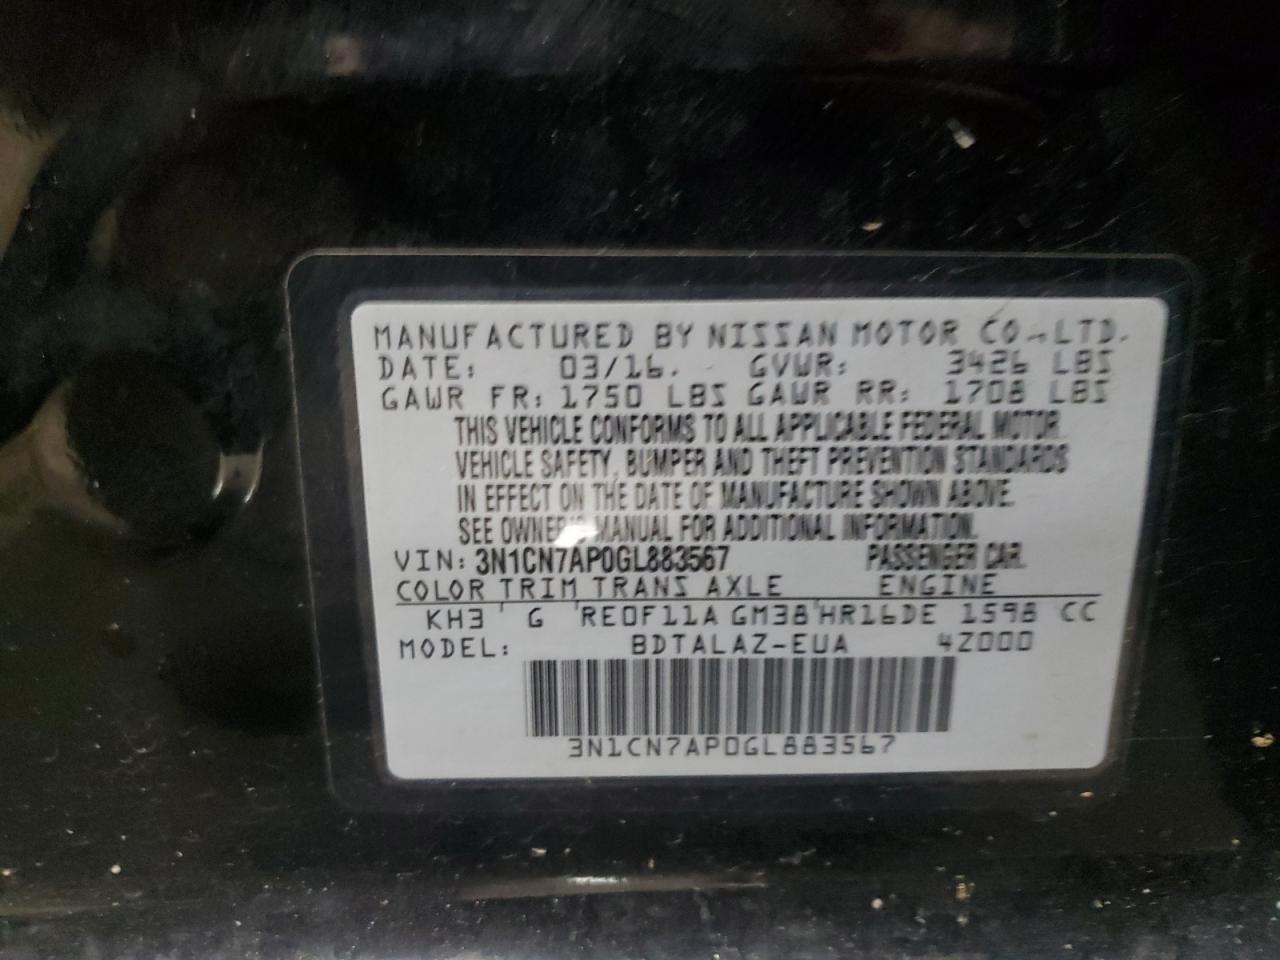 MANUFACTURED BY NISSAN MOTOR CO.,LTD.
DATE: 03/16. GVWR: 3426 LBS
GAWR FR: 1750 LBS GAWR RR: 1708 LBS
THIS VEHICLE CONFORMS TO ALL APPLICABLE FEDERAL MOTOR
VEHICLE SAFETY, BUMPER AND THEFT PREVENTION STANDARDS
IN EFFECT ON THE DATE OF MANUFACTURE SHOWN ABOVE.
SEE OWNER'S MANUAL FOR ADDITIONAL INFORMATION.
VIN: 3N1CN7AP0GL883567 PASSENGER CAR.
COLOR TRIM TRANS AXLE ENGINE
KH3 G RE0F11A GM38 HR16DE 1598 CC
MODEL: BDTALAZ-EUA 4Z000
3N1CN7AP0GL883567